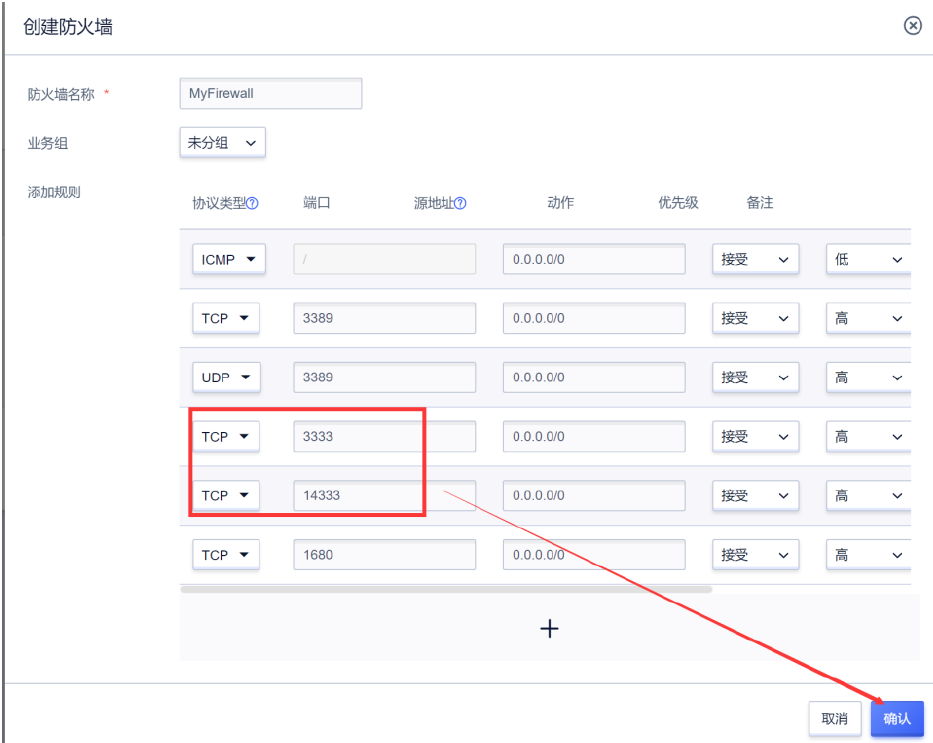 创建防火墙
防火墙名称 * MyFirewall
业务组 未分组
添加规则
协议类型? 端口 源地址? 动作 优先级 备注
ICMP / 0.0.0.0/0 接受 低
TCP 3389 0.0.0.0/0 接受 高
UDP 3389 0.0.0.0/0 接受 高
TCP 3333 0.0.0.0/0 接受 高
TCP 14333 0.0.0.0/0 接受 高
TCP 1680 0.0.0.0/0 接受 高
+
取消 确认